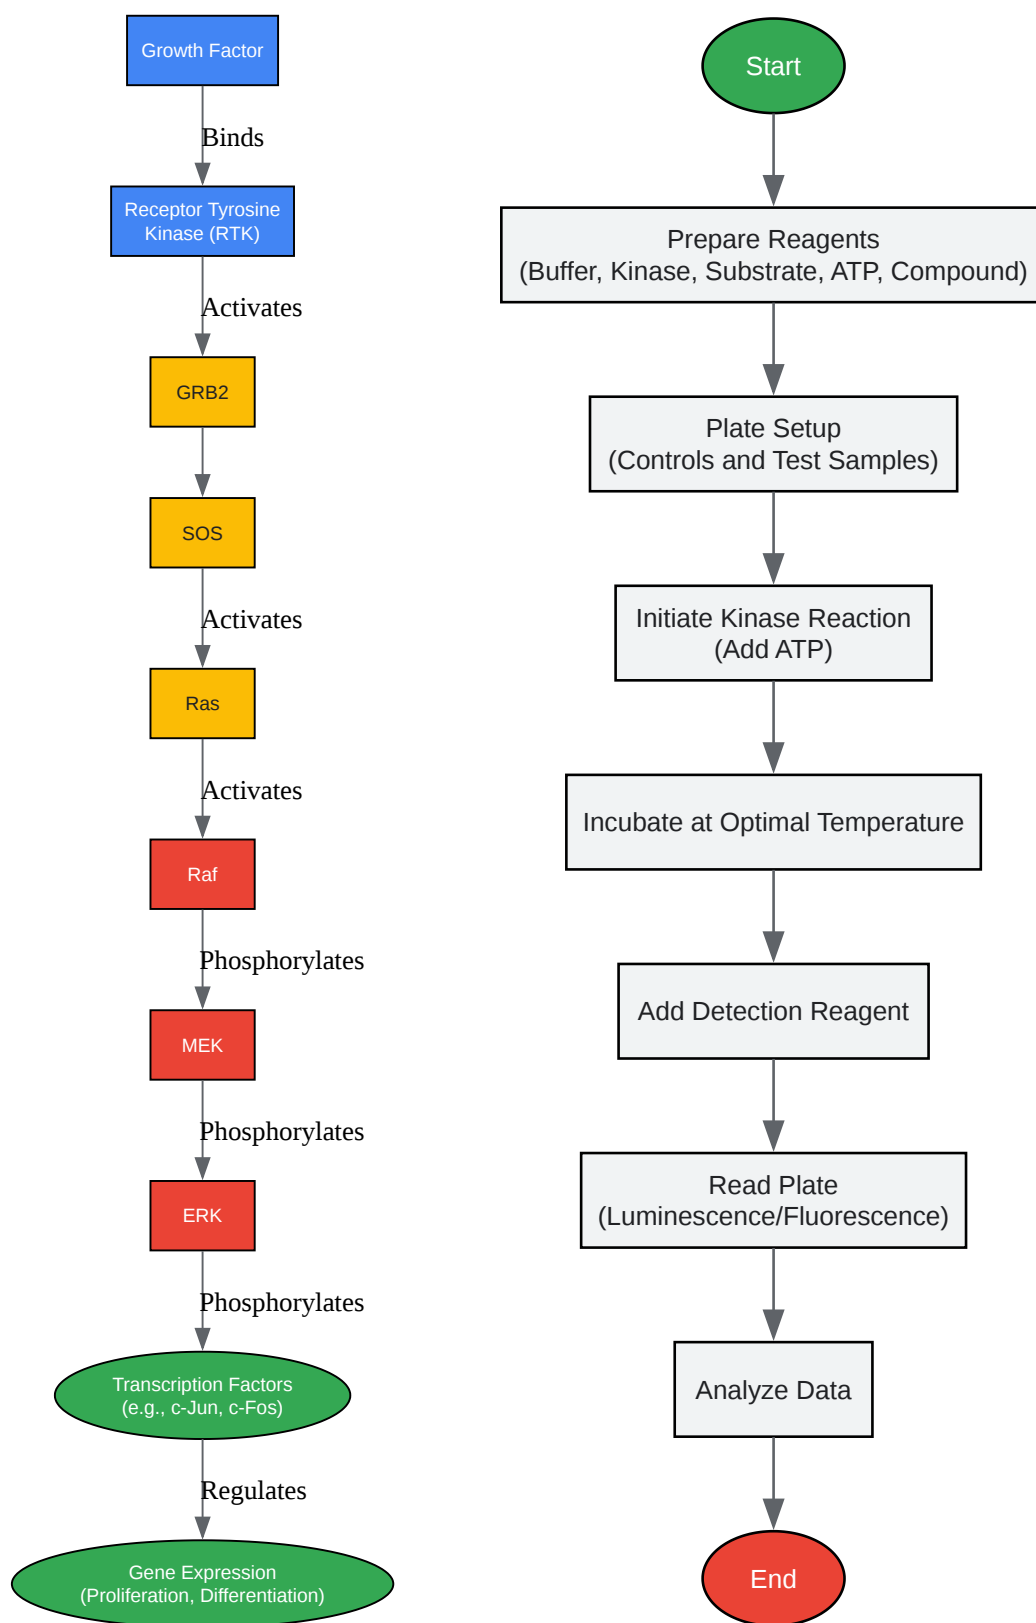 Growth Factor
Binds
Receptor Tyrosine
Kinase (RTK)
Activates
GRB2
SOS
Activates
Ras
Activates
Raf
Phosphorylates
MEK
Phosphorylates
ERK
Phosphorylates
Transcription Factors
(e.g., c-Jun, c-Fos)
Regulates
Gene Expression
(Proliferation, Differentiation)
Start
Prepare Reagents
(Buffer, Kinase, Substrate, ATP, Compound)
Plate Setup
(Controls and Test Samples)
Initiate Kinase Reaction
(Add ATP)
Incubate at Optimal Temperature
Add Detection Reagent
Read Plate
(Luminescence/Fluorescence)
Analyze Data
End